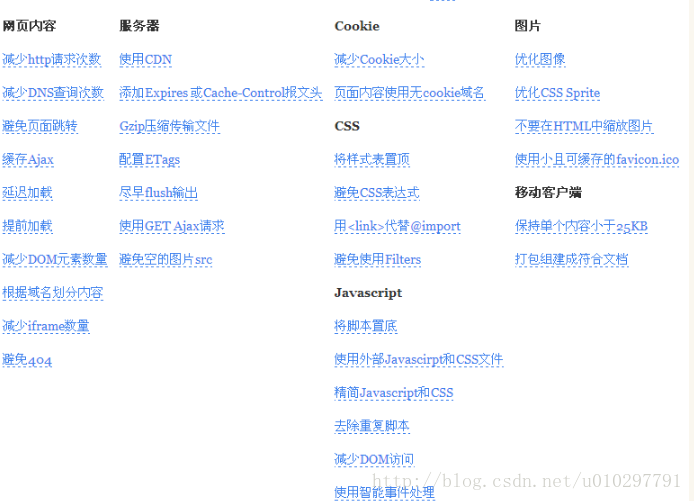 网页内容
减少http请求次数
减少DNS查询次数
避免页面跳转
缓存Ajax
延迟加载
提前加载
减少DOM元素数量
根据域名划分内容
减少iframe数量
避免404
服务器
使用CDN
添加Expires 或Cache-Control报文头
Gzip压缩传输文件
配置ETags
尽早flush输出
使用GET Ajax请求
避免空的图片src
Cookie
减少Cookie大小
页面内容使用无cookie域名
CSS
将样式表置顶
避免CSS表达式
用<link>代替@import
避免使用Filters
Javascript
将脚本置底
使用外部Javascirpt和CSS文件
精简Javascript和CSS
去除重复脚本
减少DOM访问
使用智能事件处理
图片
优化图像
优化CSS Sprite
不要在HTML中缩放图片
使用小且可缓存的favicon.ico
移动客户端
保持单个内容小于25KB
打包组建成符合文档
http://blog.csdn.net/u010297791